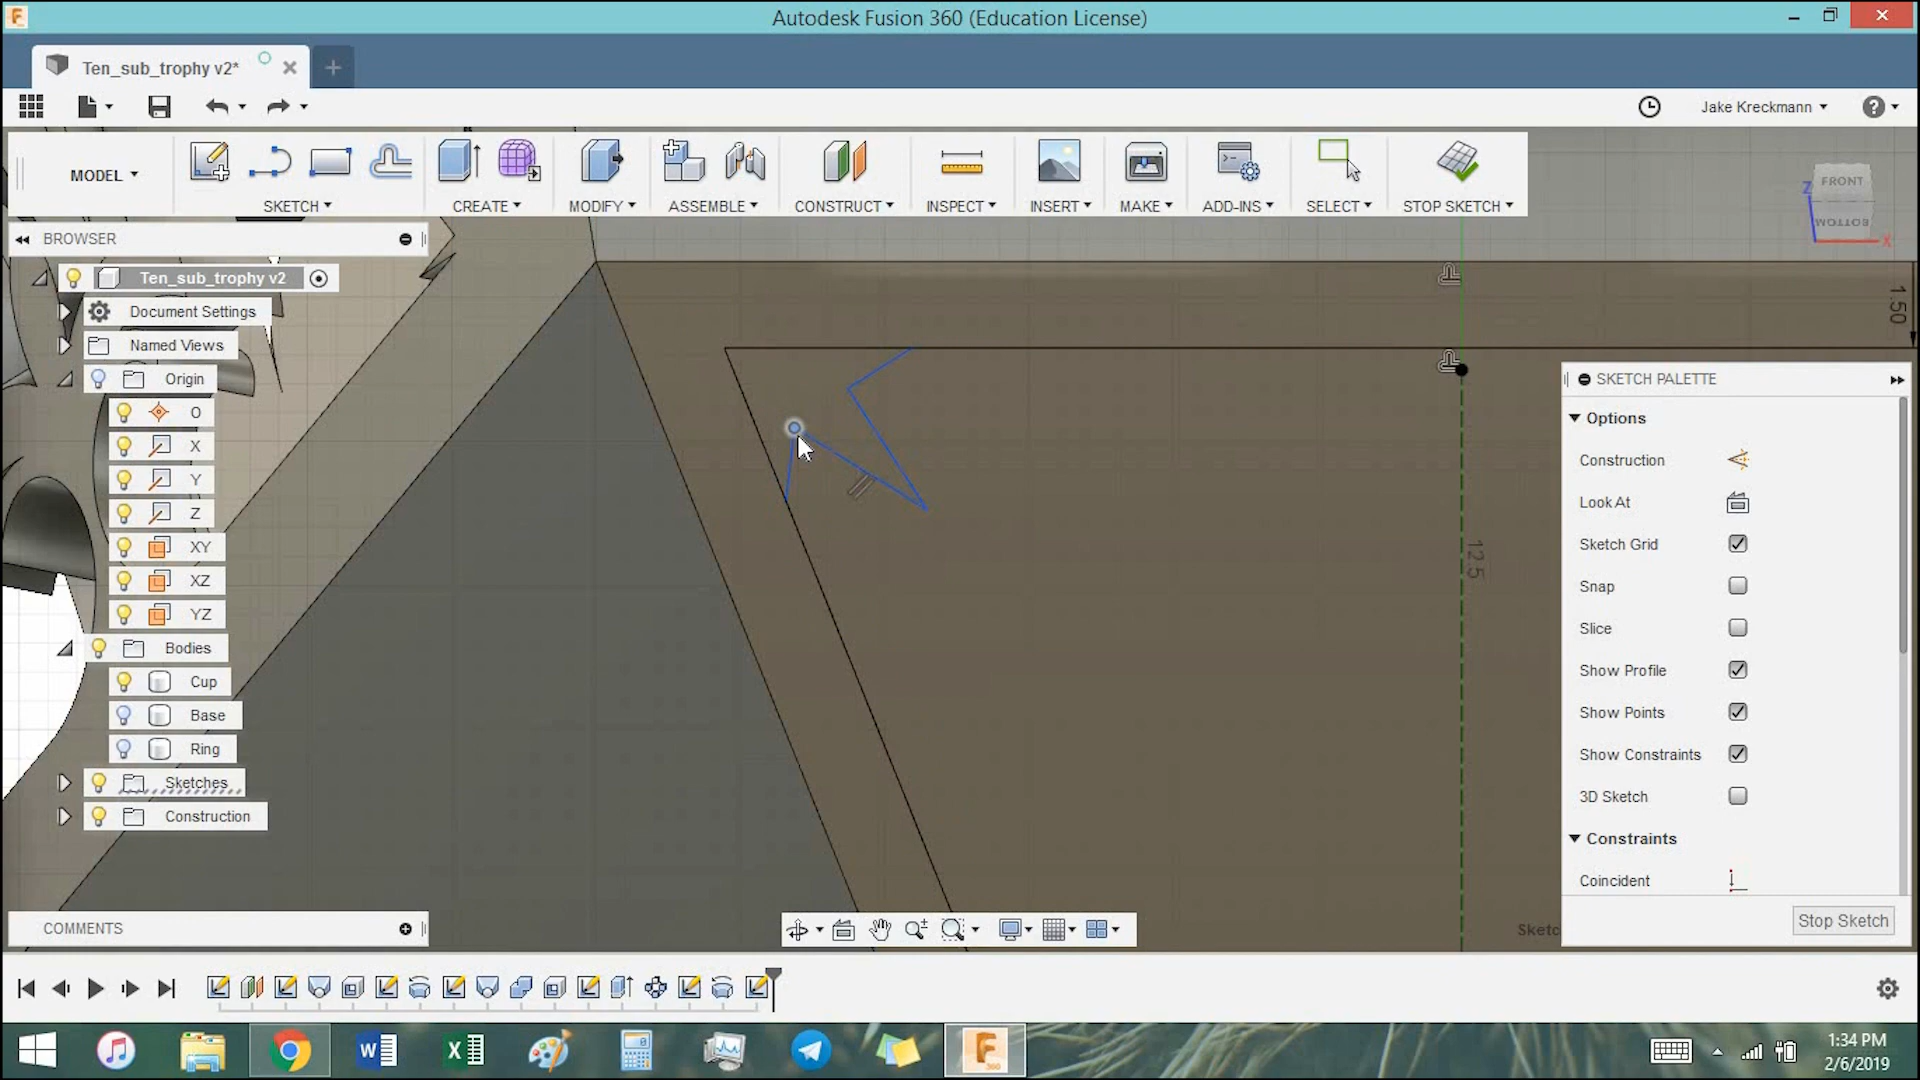 Autodesk Fusion 360 (Education License)
Ten_sub_trophy v2*
Jake Kreckmann
MODEL
SKETCH
CREATE
MODIFY
ASSEMBLE
CONSTRUCT
INSPECT
INSERT
MAKE
ADD-INS
SELECT
STOP SKETCH
FRONT
BOTTOM
Z
X
BROWSER
Ten_sub_trophy v2
Document Settings
Named Views
Origin
O
X
Y
Z
XY
XZ
YZ
Bodies
Cup
Base
Ring
Sketches
Construction
1.50
12.5
SKETCH PALETTE
Options
Construction
Look At
Sketch Grid
Snap
Slice
Show Profile
Show Points
Show Constraints
3D Sketch
Constraints
Coincident
Stop Sketch
COMMENTS
1:34 PM
2/6/2019